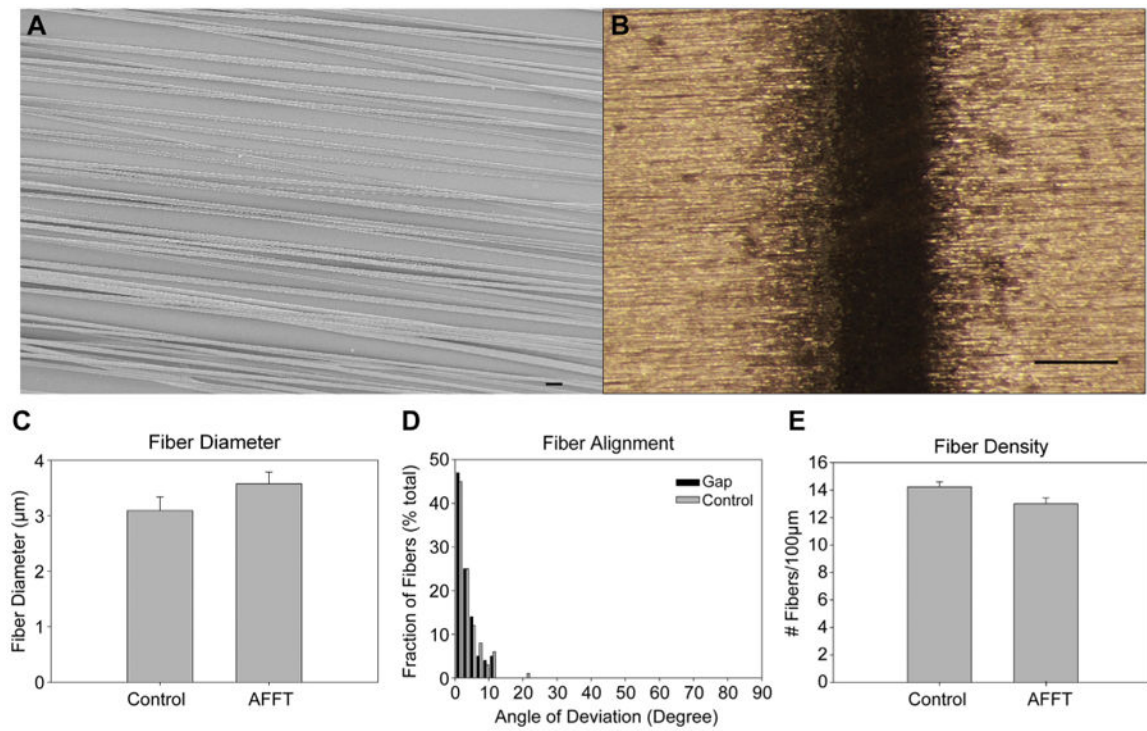 A
B
C
Fiber Diameter
Fiber Diameter (μm)
4
3
2
1
0
Control
AFFT
D
Fiber Alignment
Fraction of Fibers (% total)
50
40
30
20
10
0
Gap
Control
0 10 20 30 40 50 60 70 80 90
Angle of Deviation (Degree)
E
Fiber Density
# Fibers/100μm
16
14
12
10
8
6
4
2
0
Control
AFFT